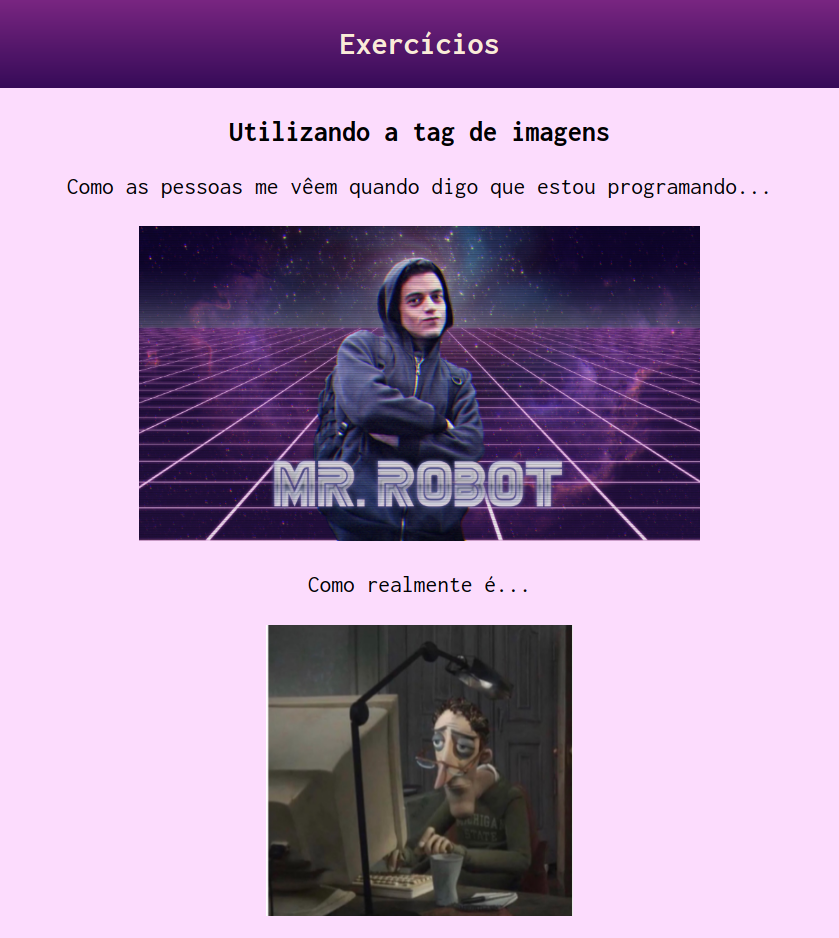 Exercícios
Utilizando a tag de imagens
Como as pessoas me vêem quando digo que estou programando...
MR. ROBOT
Como realmente é...
STATE